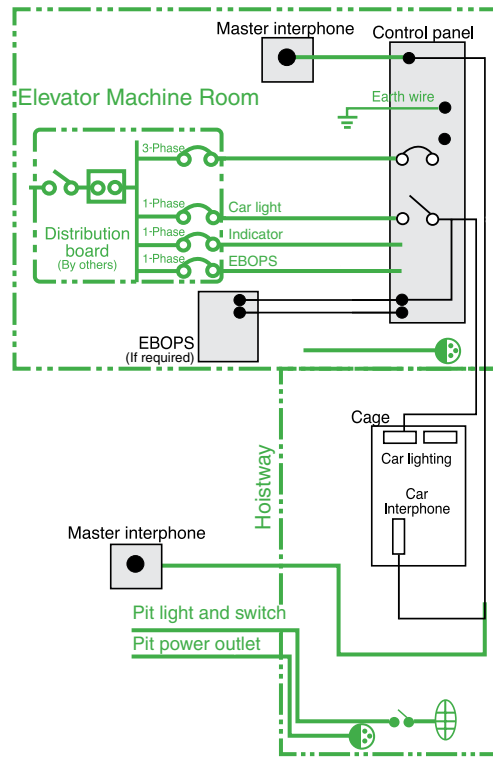 Master interphone
Control panel
Elevator Machine Room
Earth wire
3-Phase
1-Phase
Car light
1-Phase
Indicator
1-Phase
EBOPS
Distribution
board
(By others)
EBOPS
(If required)
Cage
Car lighting
Car
Interphone
Hoistway
Master interphone
Pit light and switch
Pit power outlet